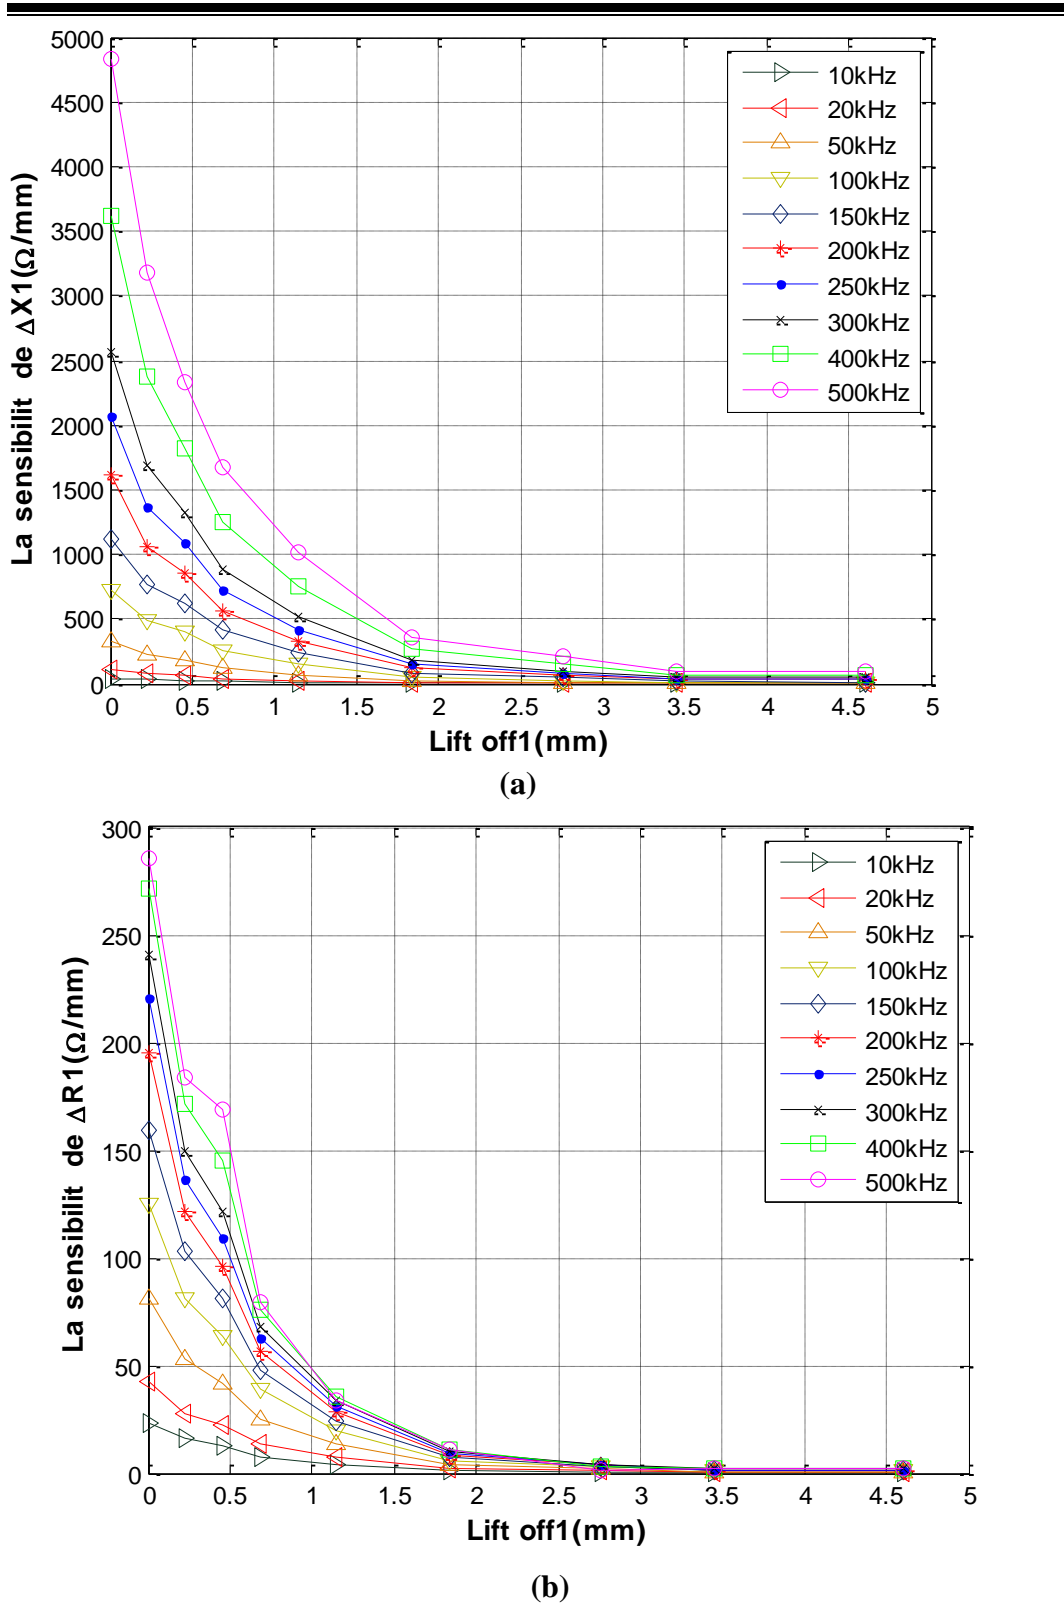 5000
4500
4000
3500
3000
2500
2000
1500
1000
500
0
La sensibilit de ΔX1(Ω/mm)
10kHz
20kHz
50kHz
100kHz
150kHz
200kHz
250kHz
300kHz
400kHz
500kHz
0 0.5 1 1.5 2 2.5 3 3.5 4 4.5 5
Lift off1(mm)
(a)
300
250
200
150
100
50
0
La sensibilit de ΔR1(Ω/mm)
10kHz
20kHz
50kHz
100kHz
150kHz
200kHz
250kHz
300kHz
400kHz
500kHz
0 0.5 1 1.5 2 2.5 3 3.5 4 4.5 5
Lift off1(mm)
(b)